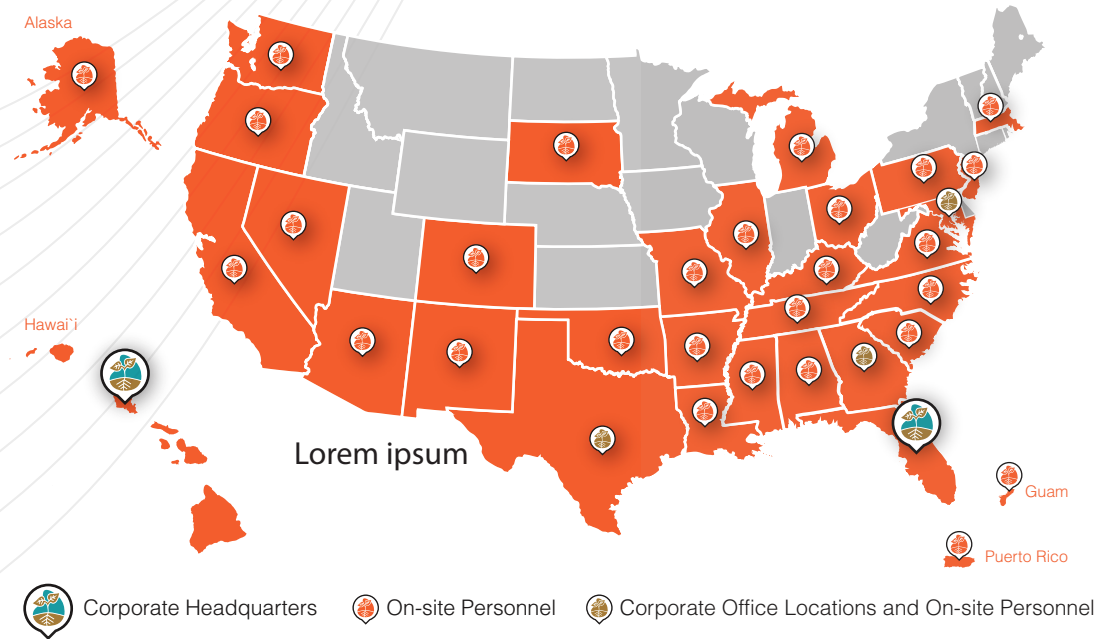 Alaska
Hawai`i
Lorem ipsum
Guam
Puerto Rico
Corporate Headquarters
On-site Personnel
Corporate Office Locations and On-site Personnel